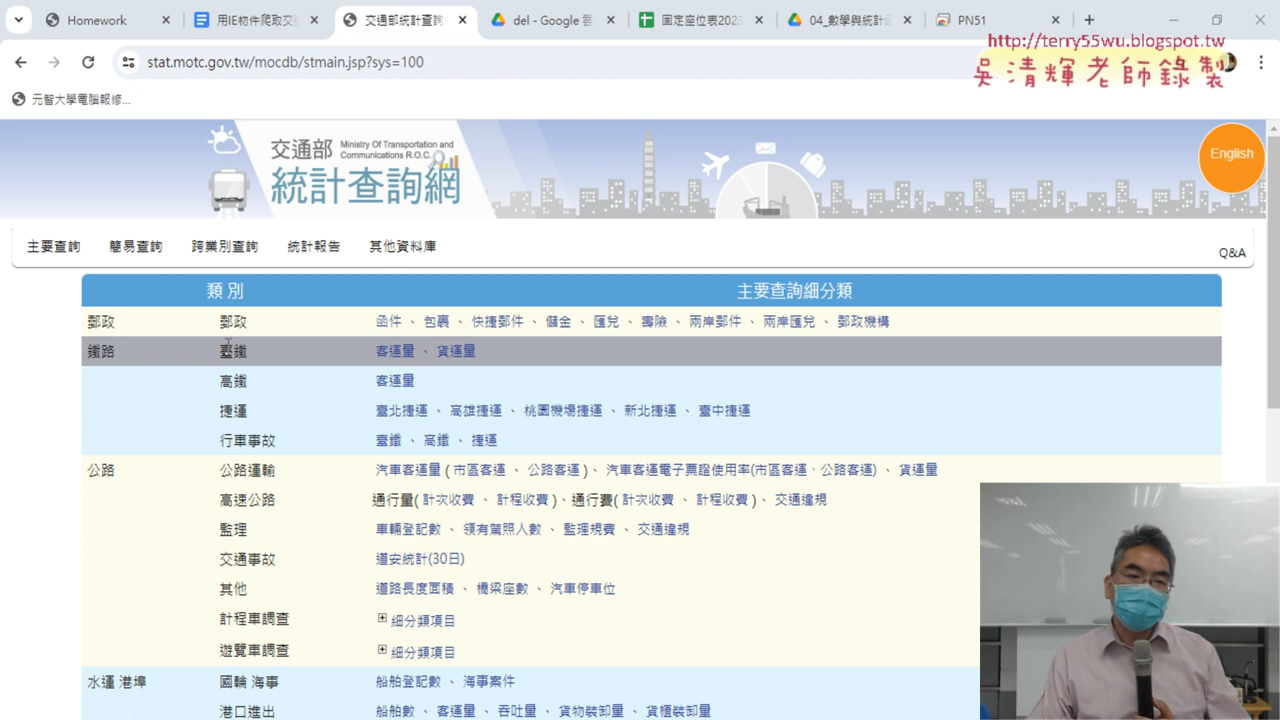 Homework
用IE物件爬取交
交通部統計查詢
del - Google 雲
固定座位表202
04_數學與統計
PN51
http://terry55wu.blogspot.tw
stat.motc.gov.tw/mocdb/stmain.jsp?sys=100
吳清輝老師錄製
元智大學電腦報修...
交通部 Ministry Of Transportation and Communications R.O.C.
統計查詢網
English
主要查詢 簡易查詢 跨業別查詢 統計報告 其他資料庫
Q&A
類 別 主要查詢細分類
郵政 郵政 函件 、 包裹 、 快捷郵件 、 儲金 、 匯兌 、 壽險 、 兩岸郵件 、 兩岸匯兌 、 郵政機構
鐵路 臺鐵 客運量 、 貨運量
高鐵 客運量
捷運 臺北捷運 、 高雄捷運 、 桃園機場捷運 、 新北捷運 、 臺中捷運
行車事故 臺鐵 、 高鐵 、 捷運
公路 公路運輸 汽車客運量 ( 市區客運 、 公路客運 )、 汽車客運電子票證使用率(市區客運、公路客運) 、 貨運量
高速公路 通行量( 計次收費 、 計程收費 )、通行費( 計次收費 、 計程收費 )、 交通違規
監理 車輛登記數 、 領有駕照人數 、 監理規費 、 交通違規
交通事故 道安統計(30日)
其他 道路長度面積 、 橋梁座數 、 汽車停車位
計程車調查 細分類項目
遊覽車調查 細分類項目
水運 港埠 國輪 海事 船舶登記數 、 海事案件
港口進出 船舶數 、 客運量 、 吞吐量 、 貨物裝卸量 、 貨櫃裝卸量